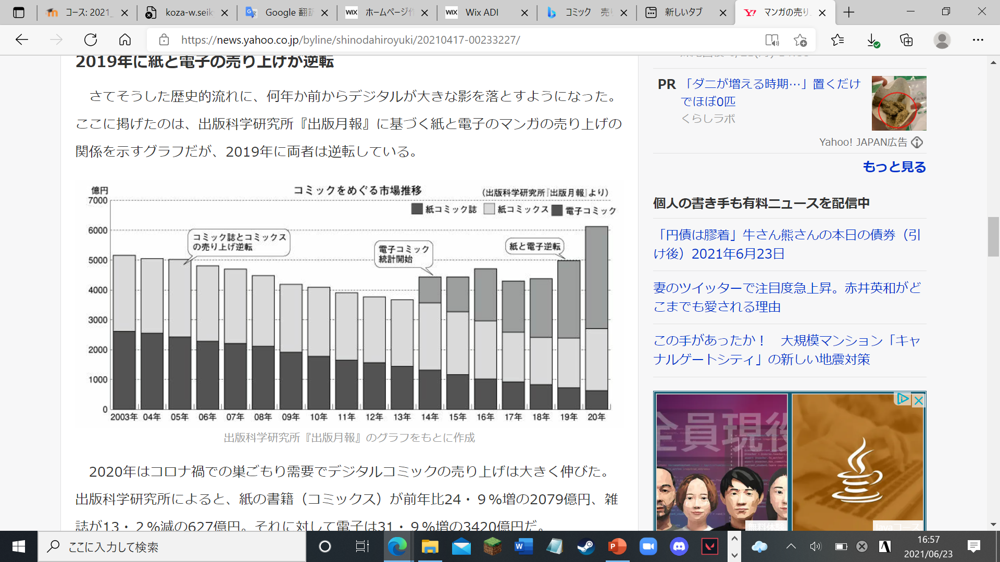 コース: 2021_
koza-w.seik
Google 翻訳
WIX ホームページ作
WIX Wix ADI
コミック 売り
新しいタブ
マンガの売り_
https://news.yahoo.co.jp/byline/shinodahiroyuki/20210417-00233227/
2019年に紙と電子の売り上げが逆転
さてそうした歴史的流れに、何年か前からデジタルが大きな影を落とすようになった。
ここに掲げたのは、出版科学研究所『出版月報』に基づく紙と電子のマンガの売り上げの
関係を示すグラフだが、2019年に両者は逆転している。
億円
コミックをめぐる市場推移
(出版科学研究所『出版月報』より)
紙コミック誌 紙コミックス 電子コミック
7000
6000
5000
4000
3000
2000
1000
0
コミック誌とコミックス
の売り上げ逆転
電子コミック
統計開始
紙と電子逆転
2003年 04年 05年 06年 07年 08年 09年 10年 11年 12年 13年 14年 15年 16年 17年 18年 19年 20年
出版科学研究所『出版月報』のグラフをもとに作成
2020年はコロナ禍での巣ごもり需要でデジタルコミックの売り上げは大きく伸びた。
出版科学研究所によると、紙の書籍（コミックス）が前年比24・９%増の2079億円、雑
誌が13・２%減の627億円。それに対して電子は31・９%増の3420億円だ。
PR 「ダニが増える時期…」置くだけ
でほぼ0匹
くらしラボ
Yahoo! JAPAN広告
もっと見る
個人の書き手も有料ニュースを配信中
「円債は膠着」牛さん熊さんの本日の債券（引
け後）2021年6月23日
妻のツイッターで注目度急上昇。赤井英和がど
こまでも愛される理由
この手があったか！　大規模マンション「キャ
ナルゲートシティ」の新しい地震対策
全員現役
無料体験
Javaコース
ここに入力して検索
16:57
2021/06/23